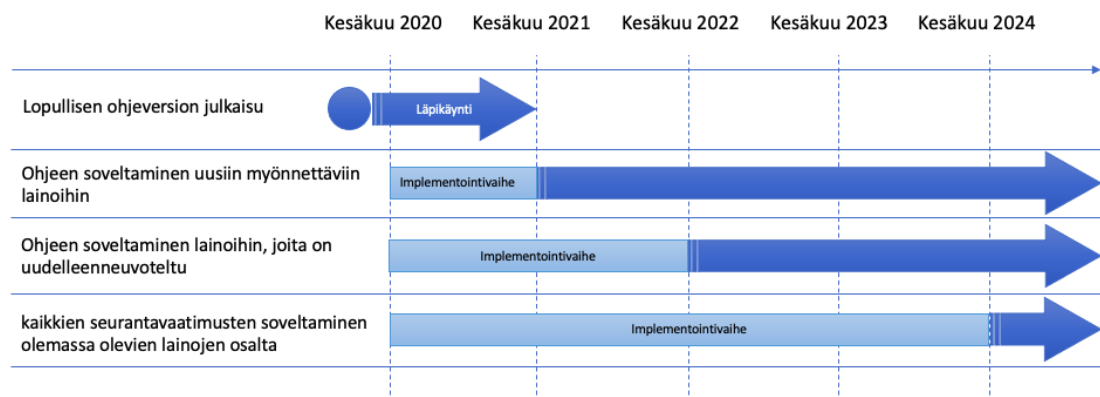 Kesäkuu 2020 Kesäkuu 2021 Kesäkuu 2022 Kesäkuu 2023 Kesäkuu 2024
Lopullisen ohjeversion julkaisu
Läpikäynti
Ohjeen soveltaminen uusiin myönnettäviin
lainoihin
Implementointivaihe
Ohjeen soveltaminen lainoihin, joita on
uudelleenneuvoteltu
Implementointivaihe
kaikkien seurantavaatimusten soveltaminen
olemassa olevien lainojen osalta
Implementointivaihe